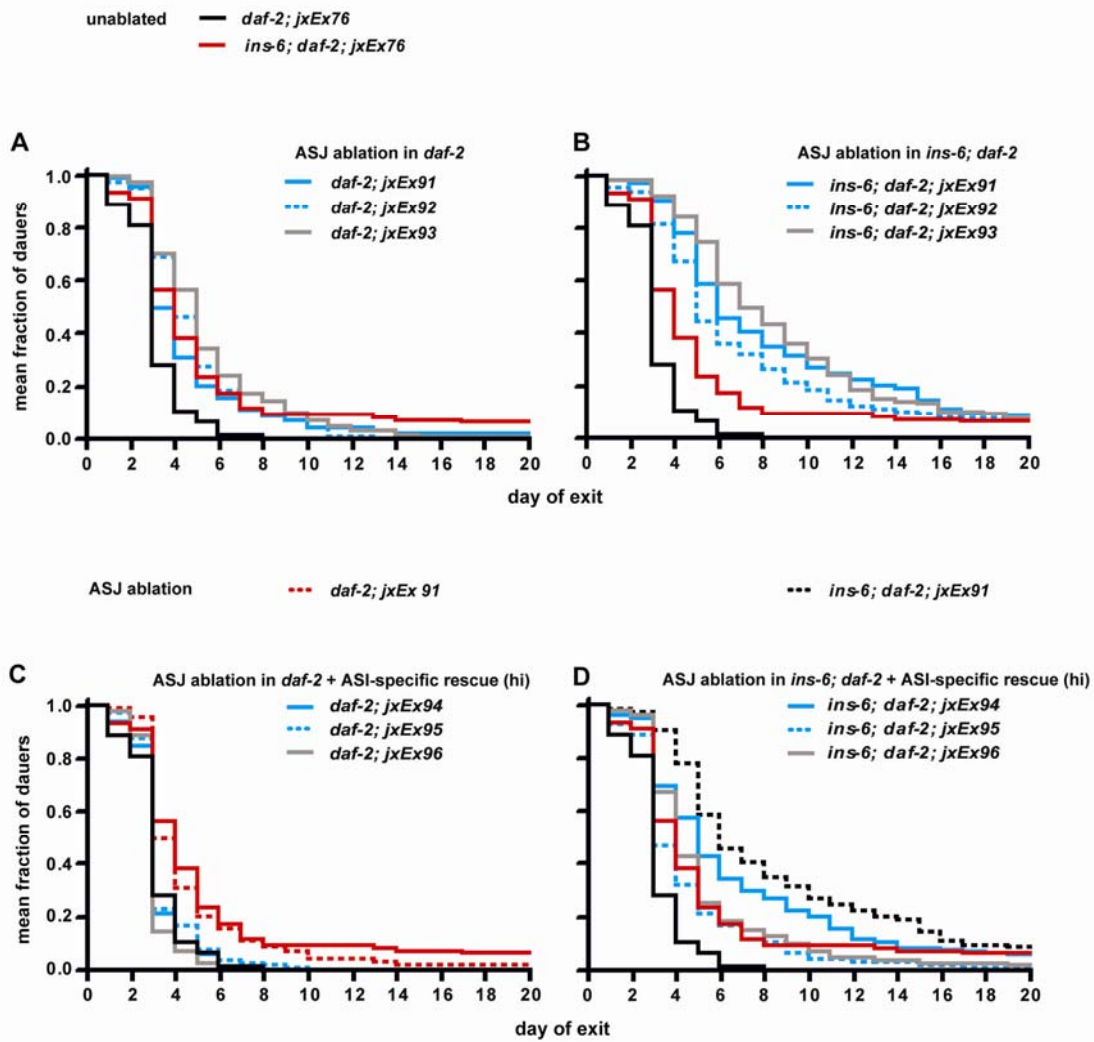 unablated
daf-2; jxEx76
ins-6; daf-2; jxEx76
A
ASJ ablation in daf-2
daf-2; jxEx91
daf-2; jxEx92
daf-2; jxEx93
mean fraction of dauers
1.0
0.8
0.6
0.4
0.2
0.0
0 2 4 6 8 10 12 14 16 18 20
B
ASJ ablation in ins-6; daf-2
ins-6; daf-2; jxEx91
ins-6; daf-2; jxEx92
ins-6; daf-2; jxEx93
0 2 4 6 8 10 12 14 16 18 20
day of exit
ASJ ablation
daf-2; jxEx 91
ins-6; daf-2; jxEx91
C
ASJ ablation in daf-2 + ASI-specific rescue (hi)
daf-2; jxEx94
daf-2; jxEx95
daf-2; jxEx96
mean fraction of dauers
1.0
0.8
0.6
0.4
0.2
0.0
0 2 4 6 8 10 12 14 16 18 20
D
ASJ ablation in ins-6; daf-2 + ASI-specific rescue (hi)
ins-6; daf-2; jxEx94
ins-6; daf-2; jxEx95
ins-6; daf-2; jxEx96
0 2 4 6 8 10 12 14 16 18 20
day of exit